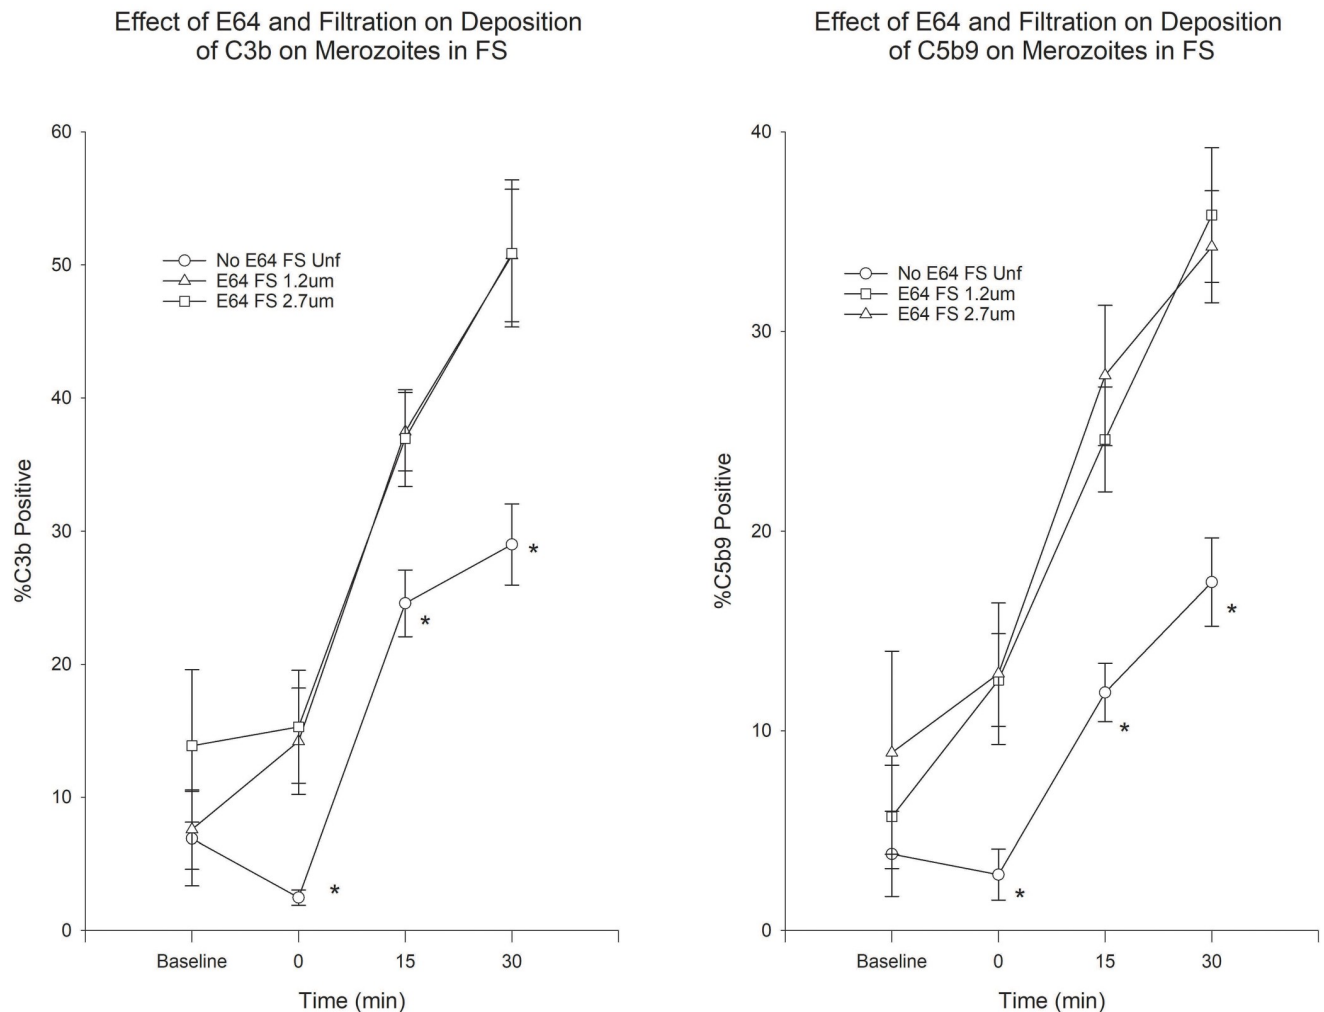 Effect of E64 and Filtration on Deposition
of C3b on Merozoites in FS
60
50
40
30
20
10
0
%C3b Positive
No E64 FS Unf
E64 FS 1.2um
E64 FS 2.7um
*
*
*
Baseline 0 15 30
Time (min)
Effect of E64 and Filtration on Deposition
of C5b9 on Merozoites in FS
40
30
20
10
0
%C5b9 Positive
No E64 FS Unf
E64 FS 1.2um
E64 FS 2.7um
*
*
*
Baseline 0 15 30
Time (min)